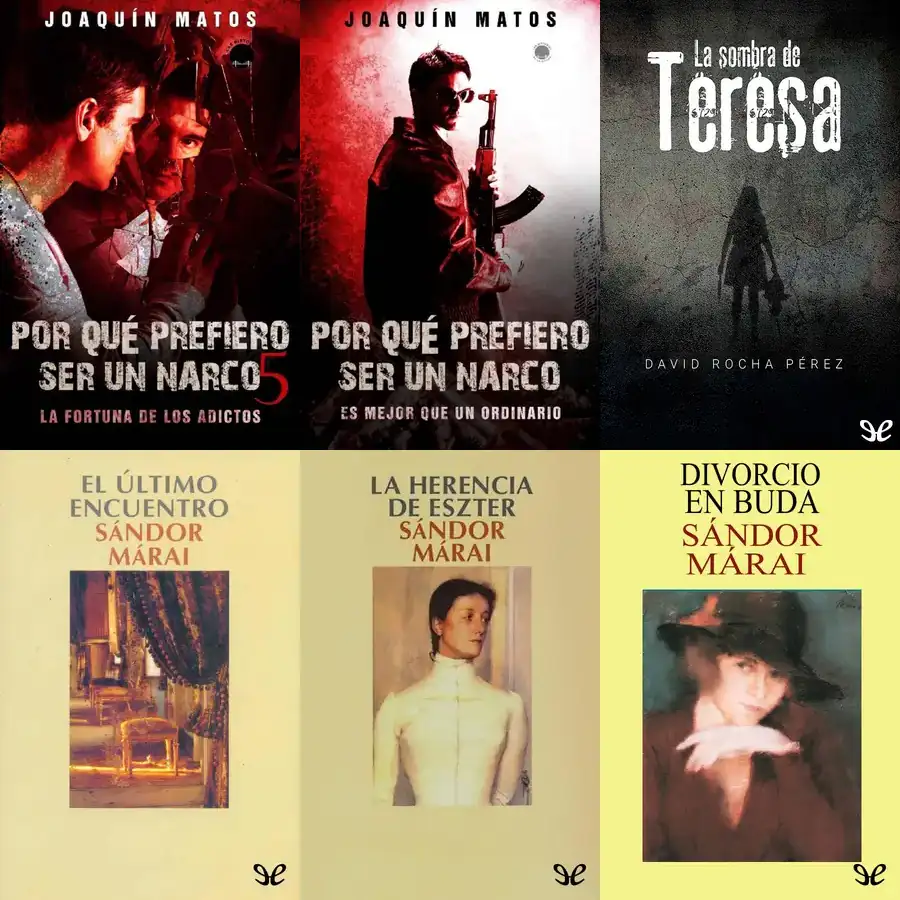 JOAQUÍN MATOS
POR QUÉ PREFIERO
SER UN NARCO 5
LA FORTUNA DE LOS ADICTOS
JOAQUÍN MATOS
POR QUÉ PREFIERO
SER UN NARCO
ES MEJOR QUE UN ORDINARIO
La sombra de
Teresa
DAVID ROCHA PÉREZ
EL ÚLTIMO
ENCUENTRO
SÁNDOR
MÁRAI
LA HERENCIA
DE ESZTER
SÁNDOR
MÁRAI
DIVORCIO
EN BUDA
SÁNDOR
MÁRAI